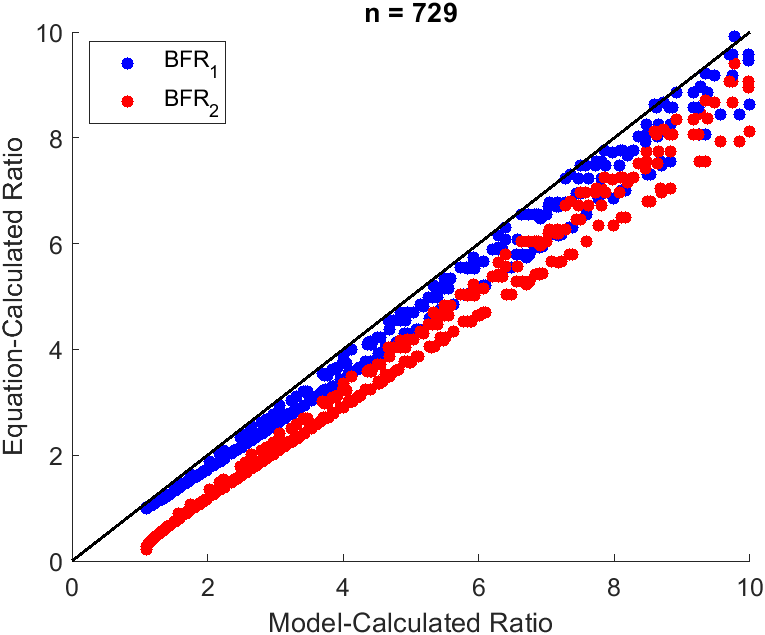 n = 729
BFR₁
BFR₂
10
8
6
4
2
0
Equation-Calculated Ratio
0 2 4 6 8 10
Model-Calculated Ratio